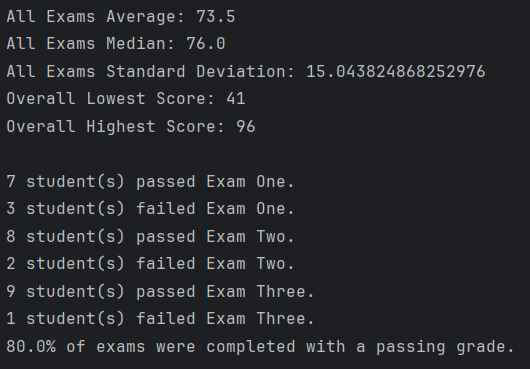 All Exams Average: 73.5
All Exams Median: 76.0
All Exams Standard Deviation: 15.043824868252976
Overall Lowest Score: 41
Overall Highest Score: 96
7 student(s) passed Exam One.
3 student(s) failed Exam One.
8 student(s) passed Exam Two.
2 student(s) failed Exam Two.
9 student(s) passed Exam Three.
1 student(s) failed Exam Three.
80.0% of exams were completed with a passing grade.